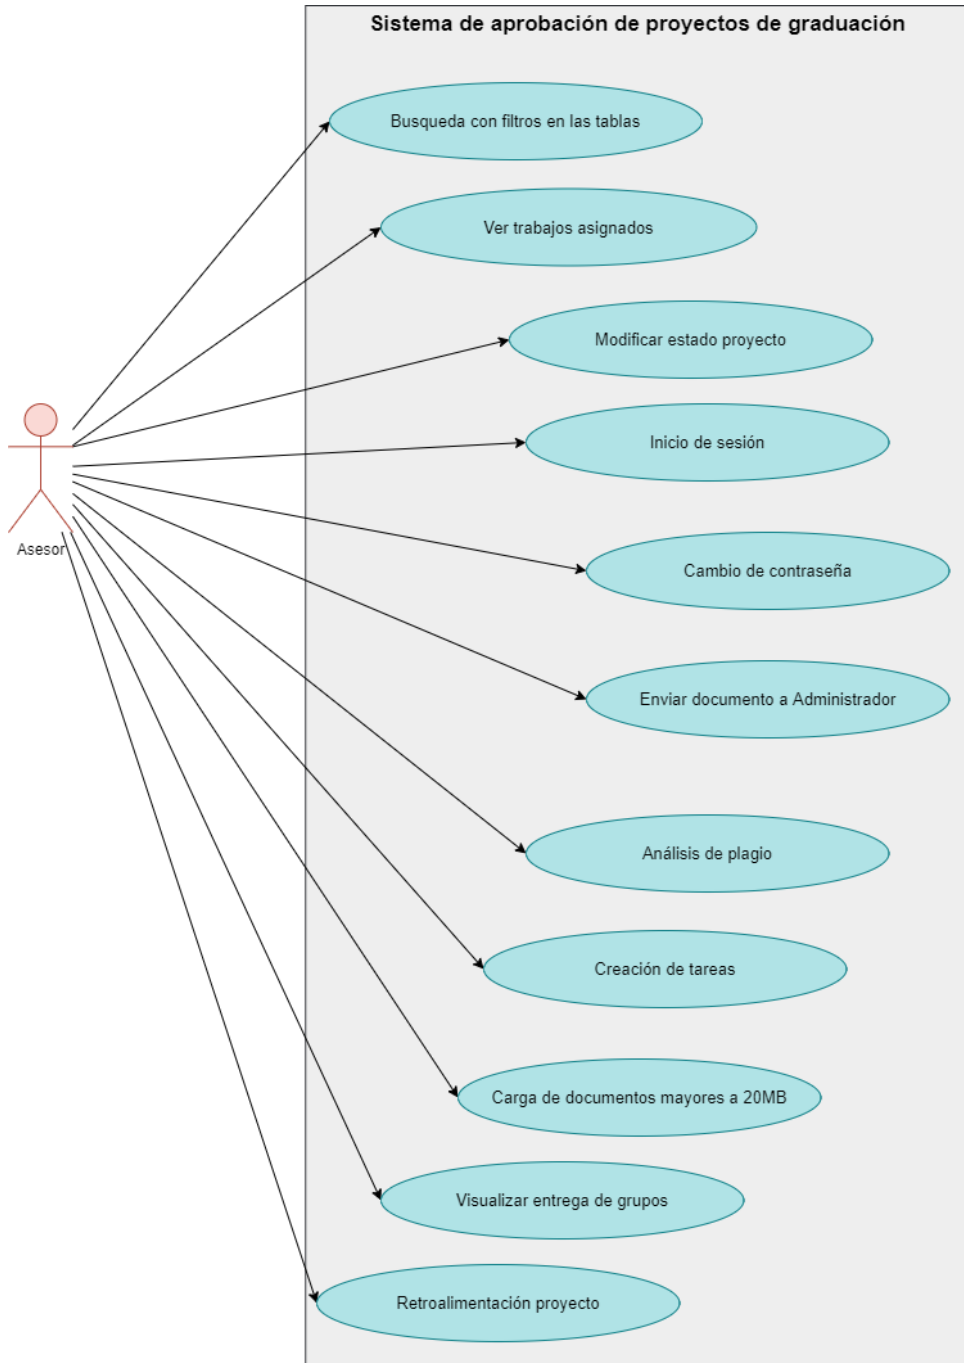 Sistema de aprobación de proyectos de graduación
Busqueda con filtros en las tablas
Ver trabajos asignados
Modificar estado proyecto
Inicio de sesión
Asesor
Cambio de contraseña
Enviar documento a Administrador
Análisis de plagio
Creación de tareas
Carga de documentos mayores a 20MB
Visualizar entrega de grupos
Retroalimentación proyecto